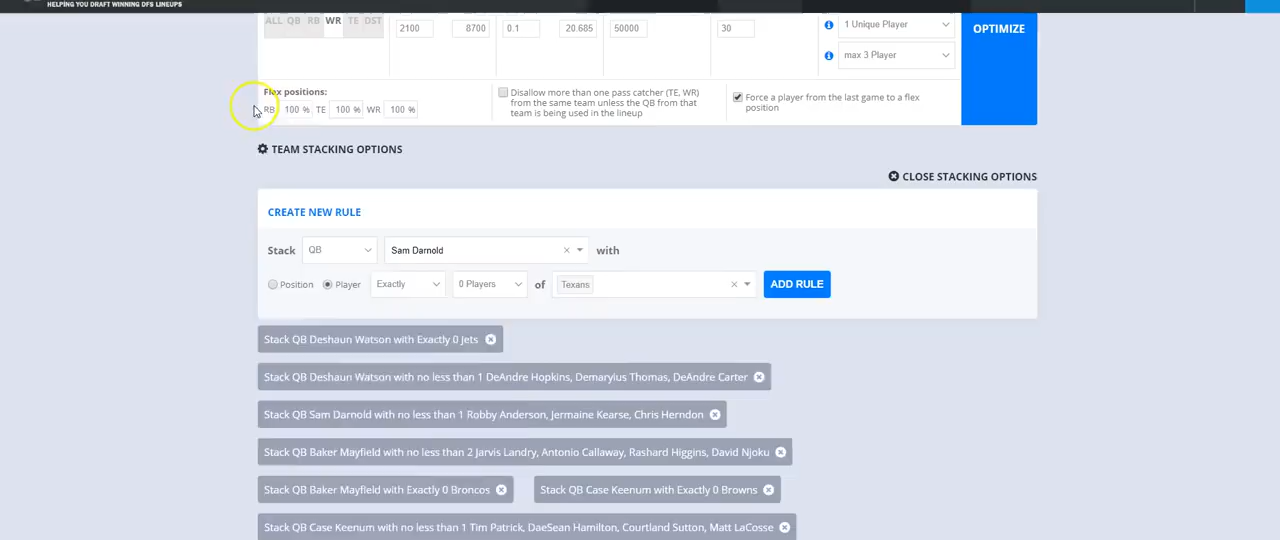 HELPING YOU DRAFT WINNING DFS LINEUPS
ALL QB RB WR TE DST
2100 8700 0.1 20.685 50000 30 1 Unique Player
OPTIMIZE
max 3 Player
Flex positions:
RB 100 % TE 100 % WR 100 %
Disallow more than one pass catcher (TE, WR)
from the same team unless the QB from that
team is being used in the lineup
Force a player from the last game to a flex
position
TEAM STACKING OPTIONS
CLOSE STACKING OPTIONS
CREATE NEW RULE
Stack QB Sam Darnold × with
Position Player Exactly 0 Players of Texans × ADD RULE
Stack QB Deshaun Watson with Exactly 0 Jets
Stack QB Deshaun Watson with no less than 1 DeAndre Hopkins, Demaryius Thomas, DeAndre Carter
Stack QB Sam Darnold with no less than 1 Robby Anderson, Jermaine Kearse, Chris Herndon
Stack QB Baker Mayfield with no less than 2 Jarvis Landry, Antonio Callaway, Rashard Higgins, David Njoku
Stack QB Baker Mayfield with Exactly 0 Broncos Stack QB Case Keenum with Exactly 0 Browns
Stack QB Case Keenum with no less than 1 Tim Patrick, DaeSean Hamilton, Courtland Sutton, Matt LaCosse